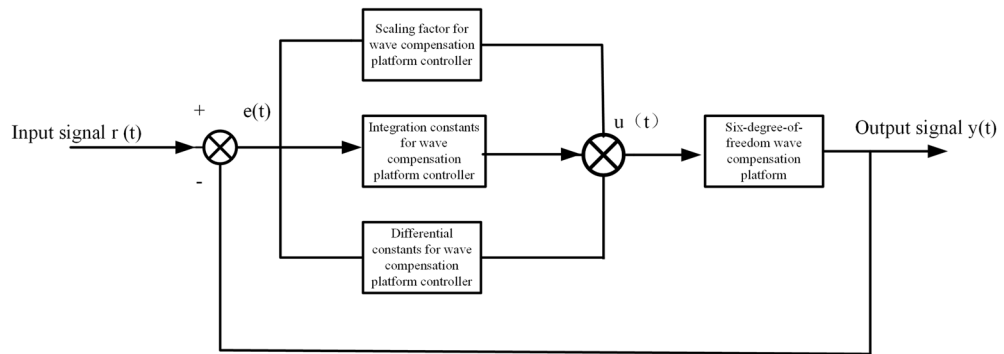 Scaling factor for
wave compensation
platform controller
+
e(t)
Input signal r (t)
-
Integration constants
for wave
compensation
platform controller
u（t）
Six-degree-of-
freedom wave
compensation
platform
Output signal y(t)
Differential
constants for wave
compensation
platform controller